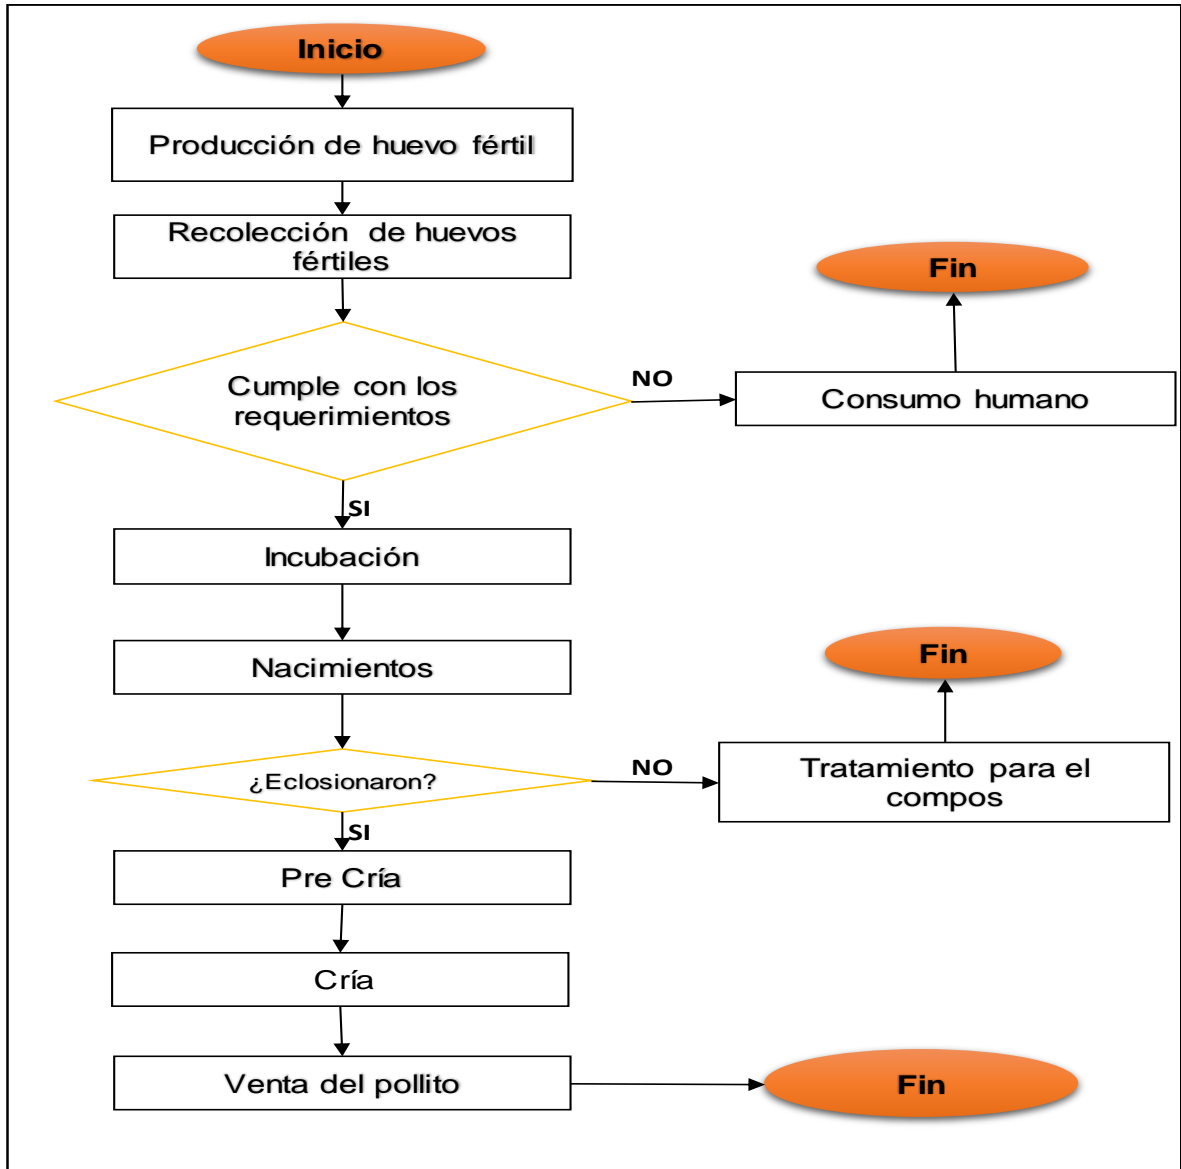 Inicio
Producción de huevo fértil
Recolección de huevos
fértiles
Fin
Cumple con los
requerimientos
NO
Consumo humano
SI
Incubación
Nacimientos
Fin
¿Eclosionaron?
NO
Tratamiento para el
compos
SI
Pre Cría
Cría
Venta del pollito
Fin